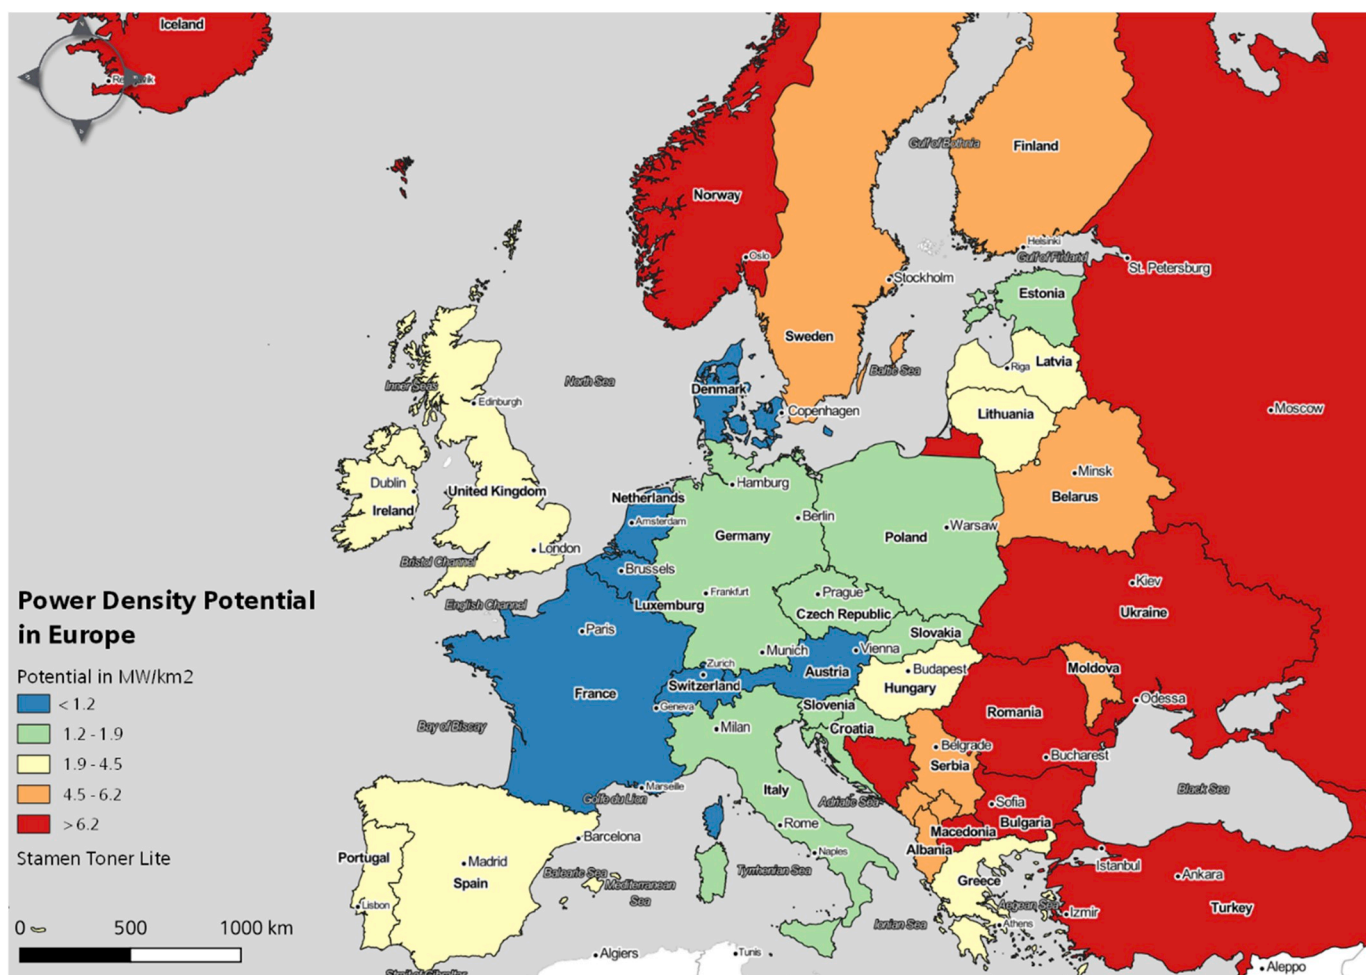 Iceland
Norway
Oslo
Gulf of Bothnia
Finland
Helsinki
Gulf of Finland
St. Petersburg
Stockholm
Estonia
Sweden
Baltic Sea
Riga
Latvia
Lithuania
Moscow
North Sea
Inner Seas
Edinburgh
Denmark
Copenhagen
Minsk
Belarus
Dublin
Ireland
United Kingdom
London
Bristol Channel
English Channel
Netherlands
Amsterdam
Brussels
Luxemburg
Hamburg
Berlin
Germany
Frankfurt
Munich
Poland
Warsaw
Prague
Czech Republic
Slovakia
Kiev
Ukraine
Paris
France
Bay of Biscay
Zurich
Switzerland
Geneva
Vienna
Austria
Budapest
Hungary
Moldova
Odessa
Romania
Bucharest
Slovenia
Croatia
Milan
Belgrade
Serbia
Marseille
Golfe du Lion
Italy
Adriatic Sea
Rome
Naples
Sofia
Bulgaria
Macedonia
Albania
Black Sea
Barcelona
Portugal
Madrid
Spain
Lisbon
Balearic Sea
Mediterranean
Sea
Tyrrhenian Sea
Ionian Sea
Greece
Aegean Sea
Athens
Istanbul
Ankara
Izmir
Turkey
Algiers
Tunis
Aleppo
Power Density Potential
in Europe
Potential in MW/km2
< 1.2
1.2 - 1.9
1.9 - 4.5
4.5 - 6.2
> 6.2
Stamen Toner Lite
0 500 1000 km